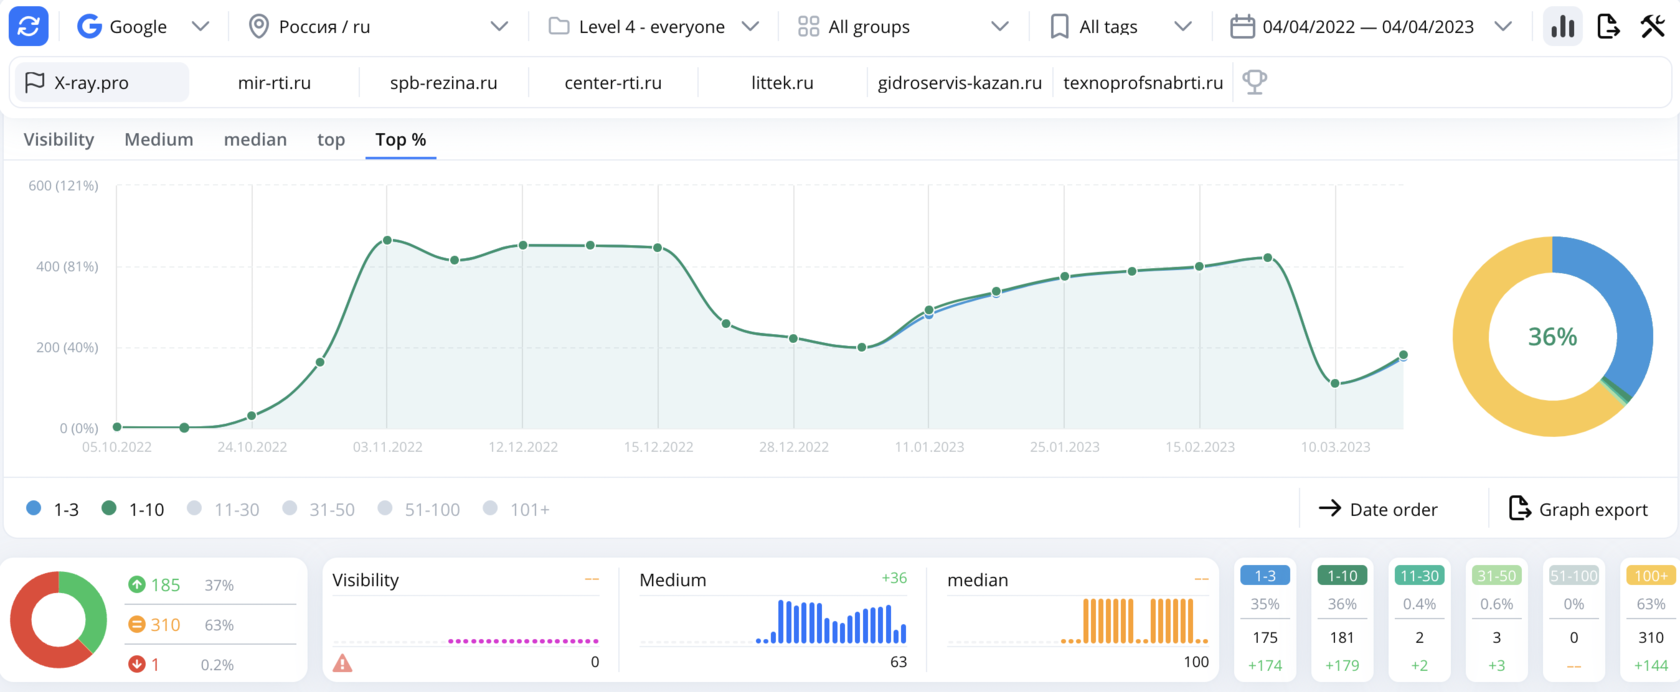 Google Россия / ru Level 4 - everyone All groups All tags 04/04/2022 — 04/04/2023
X-ray.pro mir-rti.ru spb-rezina.ru center-rti.ru littek.ru gidroservis-kazan.ru texnoprofsnabrti.ru
Visibility Medium median top Top %
600 (121%)
400 (81%)
200 (40%)
0 (0%)
05.10.2022 24.10.2022 03.11.2022 12.12.2022 15.12.2022 28.12.2022 11.01.2023 25.01.2023 15.02.2023 10.03.2023
36%
1-3 1-10 11-30 31-50 51-100 101+ Date order Graph export
185 37%
310 63%
1 0.2%
Visibility --
0
Medium +36
63
median --
100
1-3 1-10 11-30 31-50 51-100 100+
35% 36% 0.4% 0.6% 0% 63%
175 181 2 3 0 310
+174 +179 +2 +3 -- +144